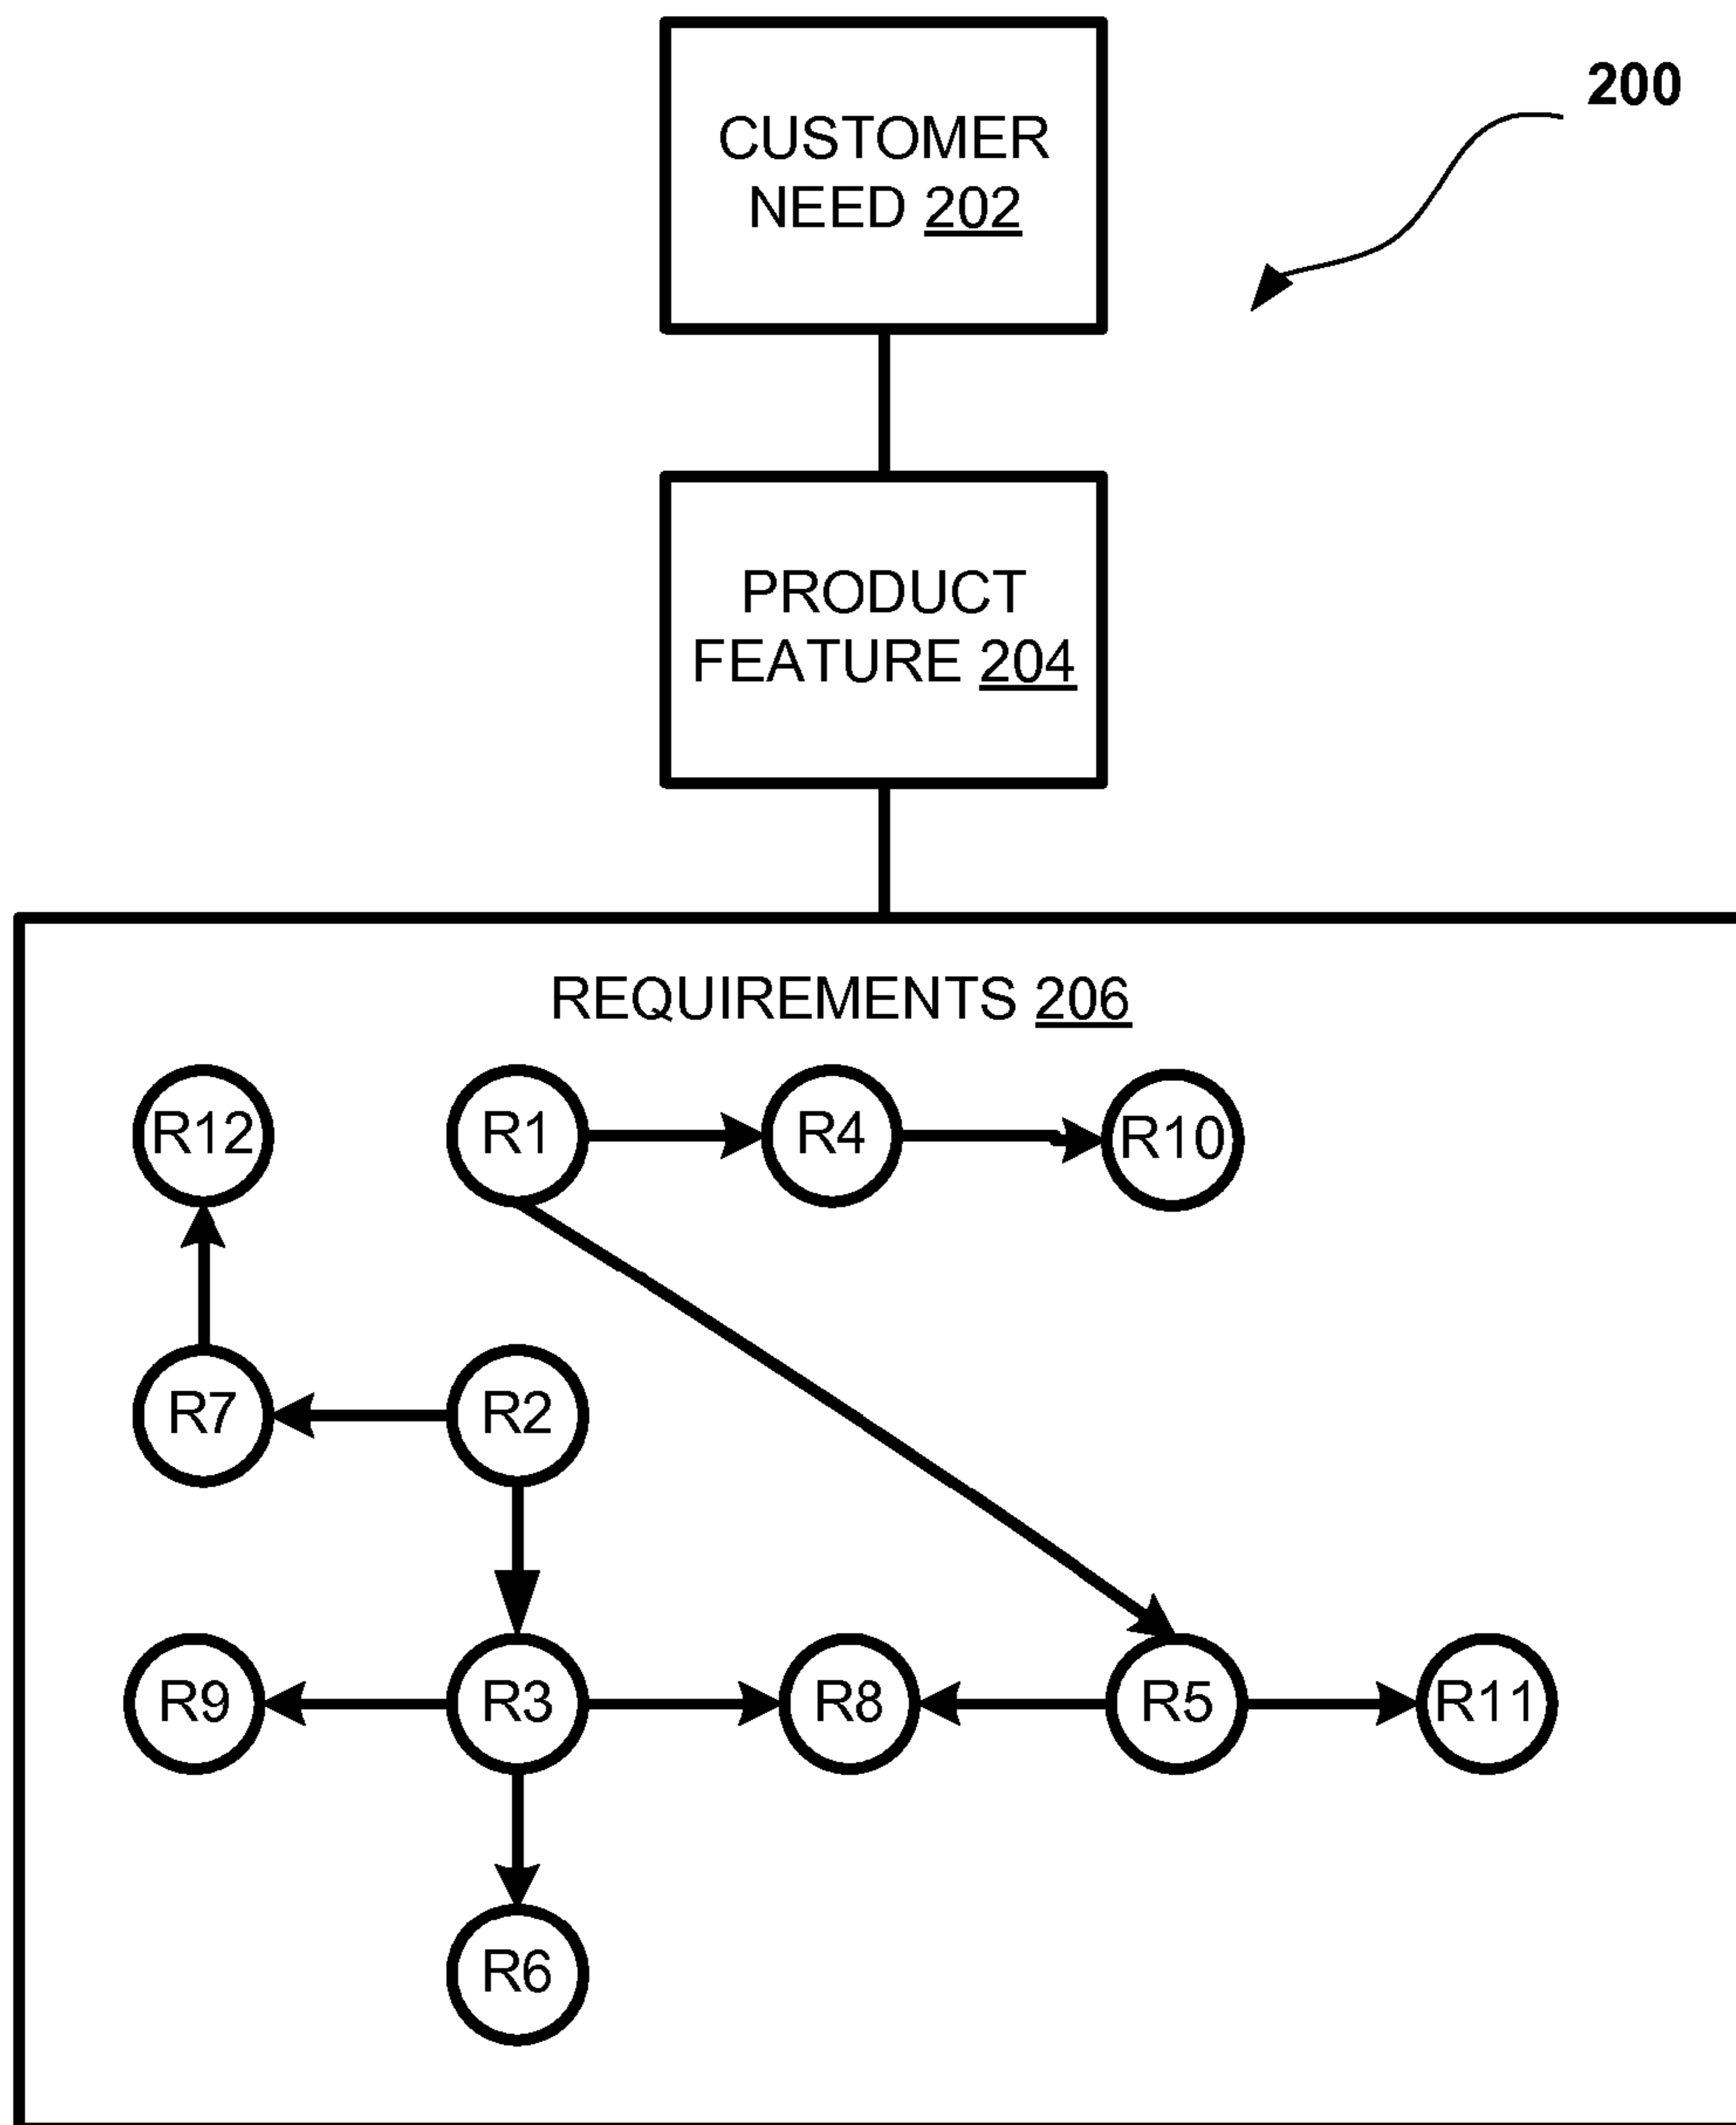 200
CUSTOMER
NEED 202
PRODUCT
FEATURE 204
REQUIREMENTS 206
R12 R1 R4 R10
R7 R2
R9 R3 R8 R5 R11
R6